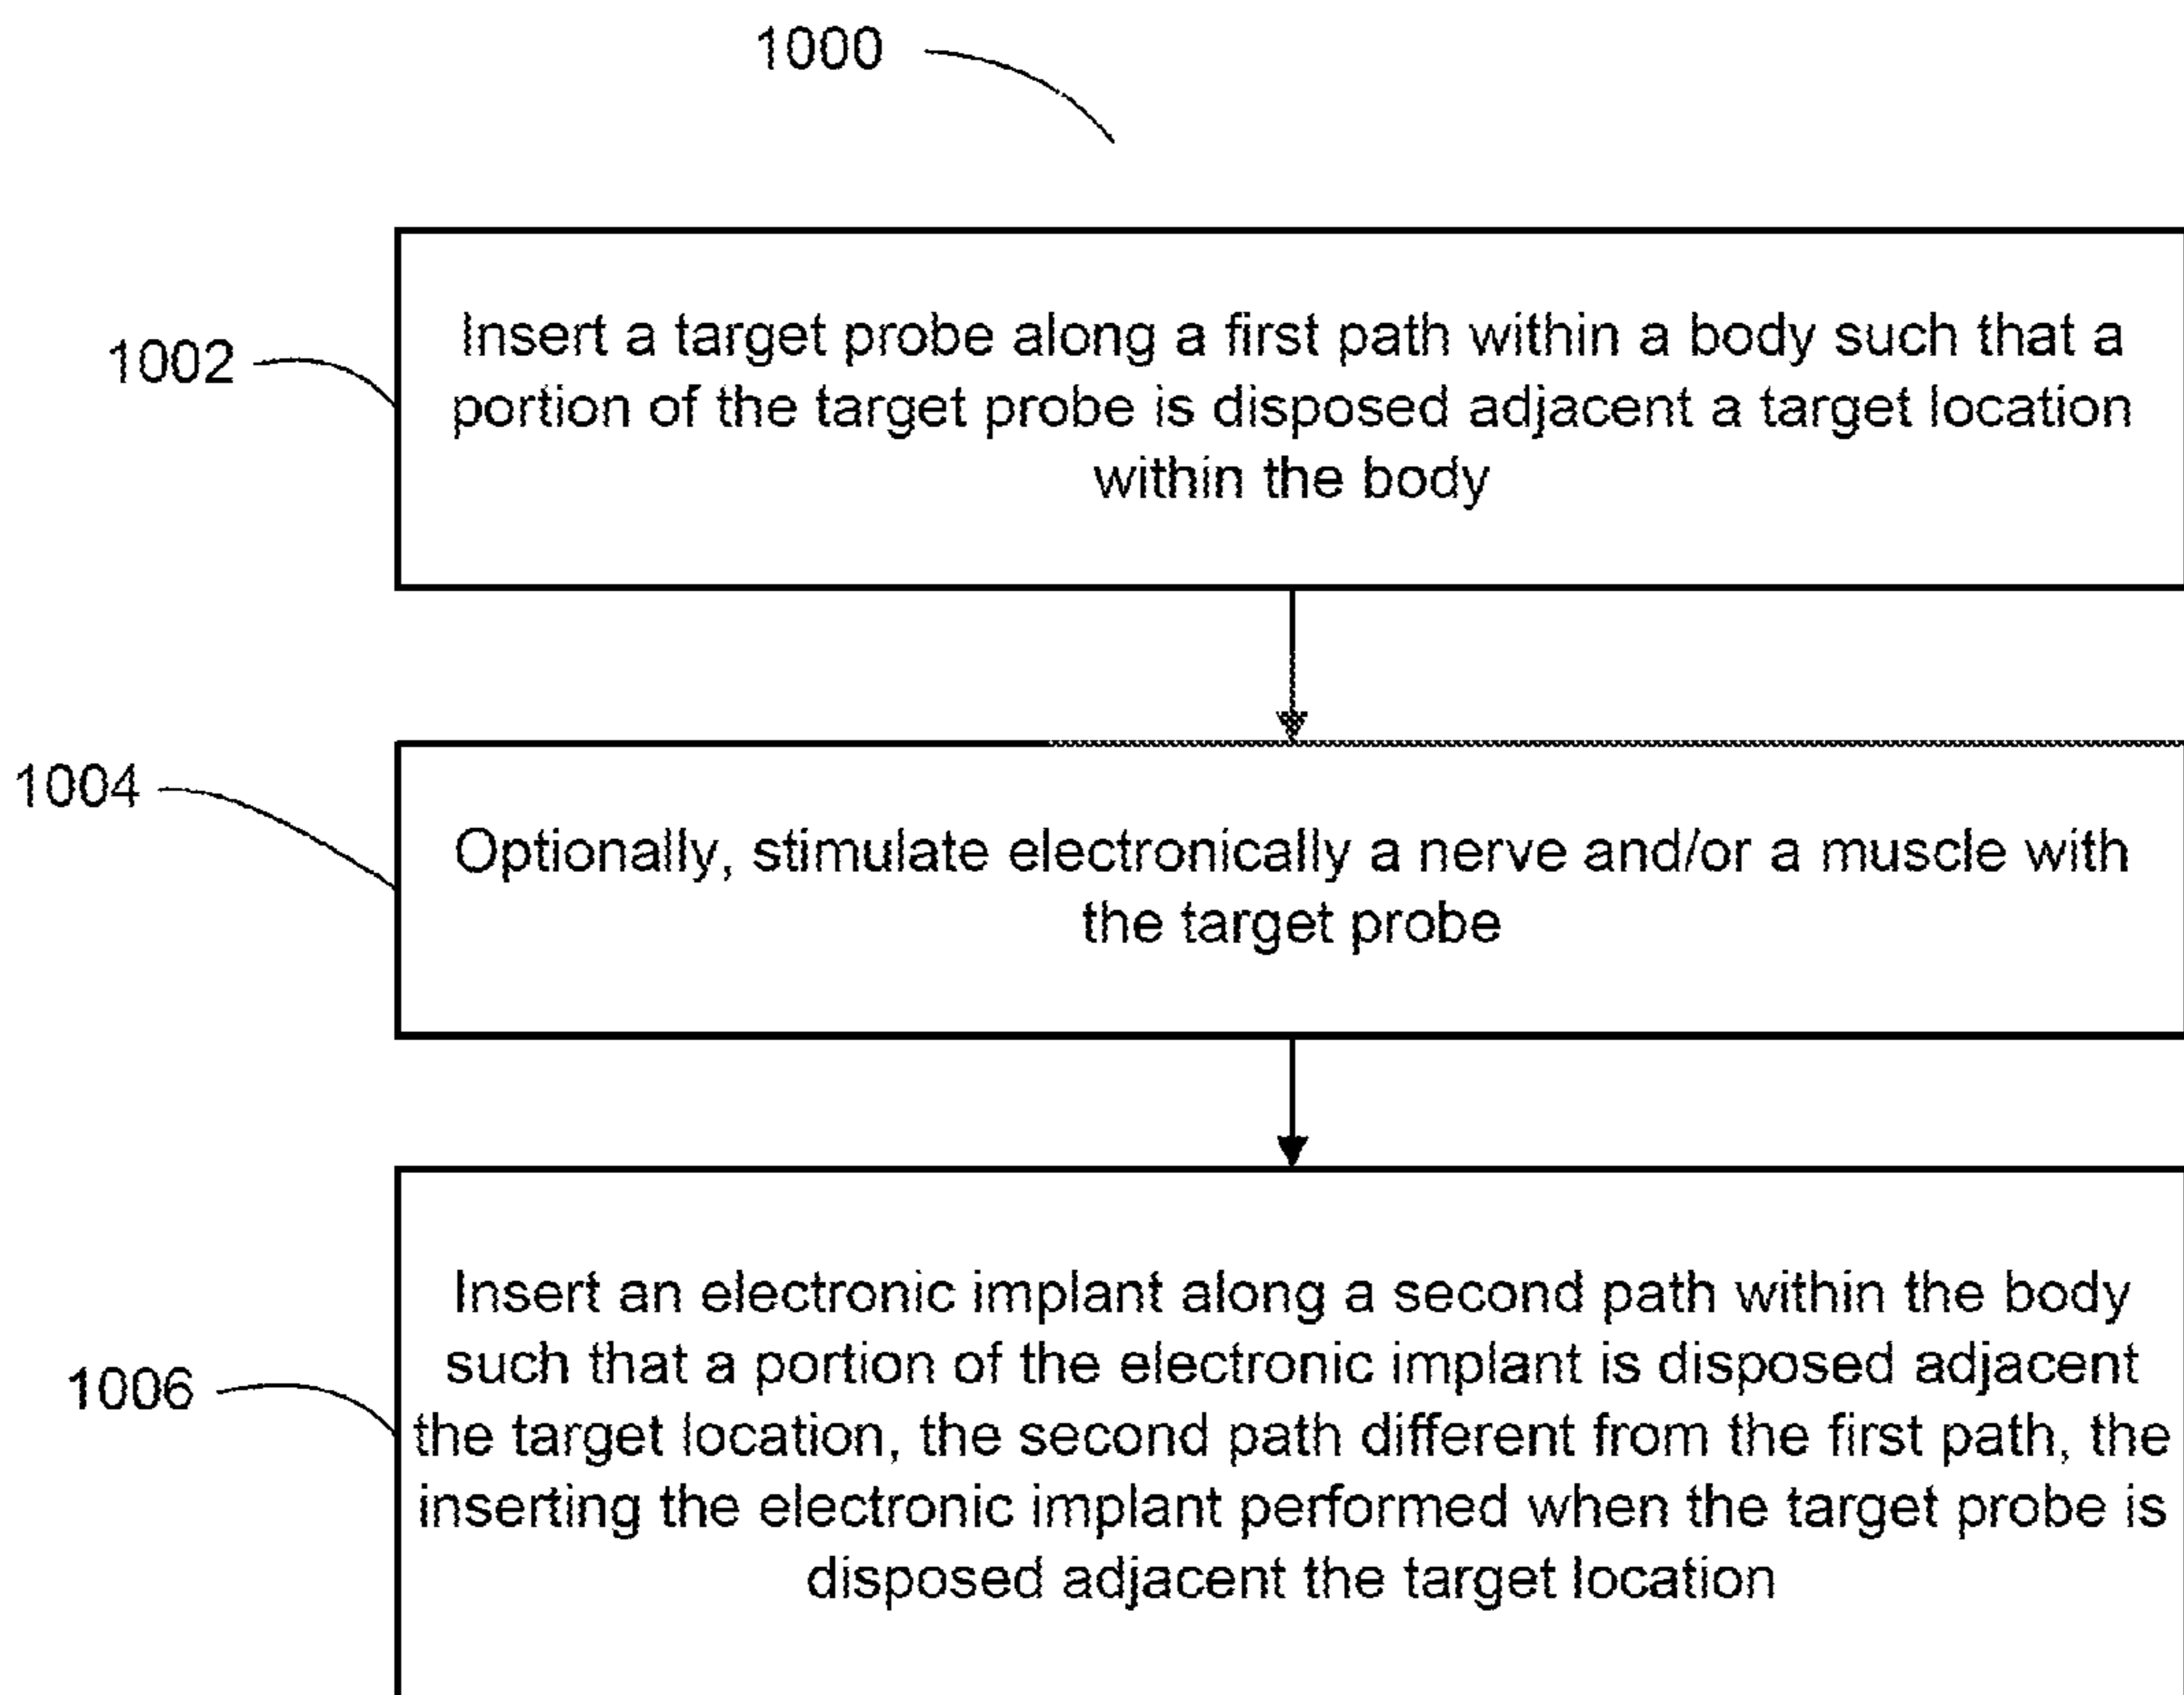 1000
1002
Insert a target probe along a first path within a body such that a
portion of the target probe is disposed adjacent a target location
within the body
1004
Optionally, stimulate electronically a nerve and/or a muscle with
the target probe
1006
Insert an electronic implant along a second path within the body
such that a portion of the electronic implant is disposed adjacent
the target location, the second path different from the first path, the
inserting the electronic implant performed when the target probe is
disposed adjacent the target location